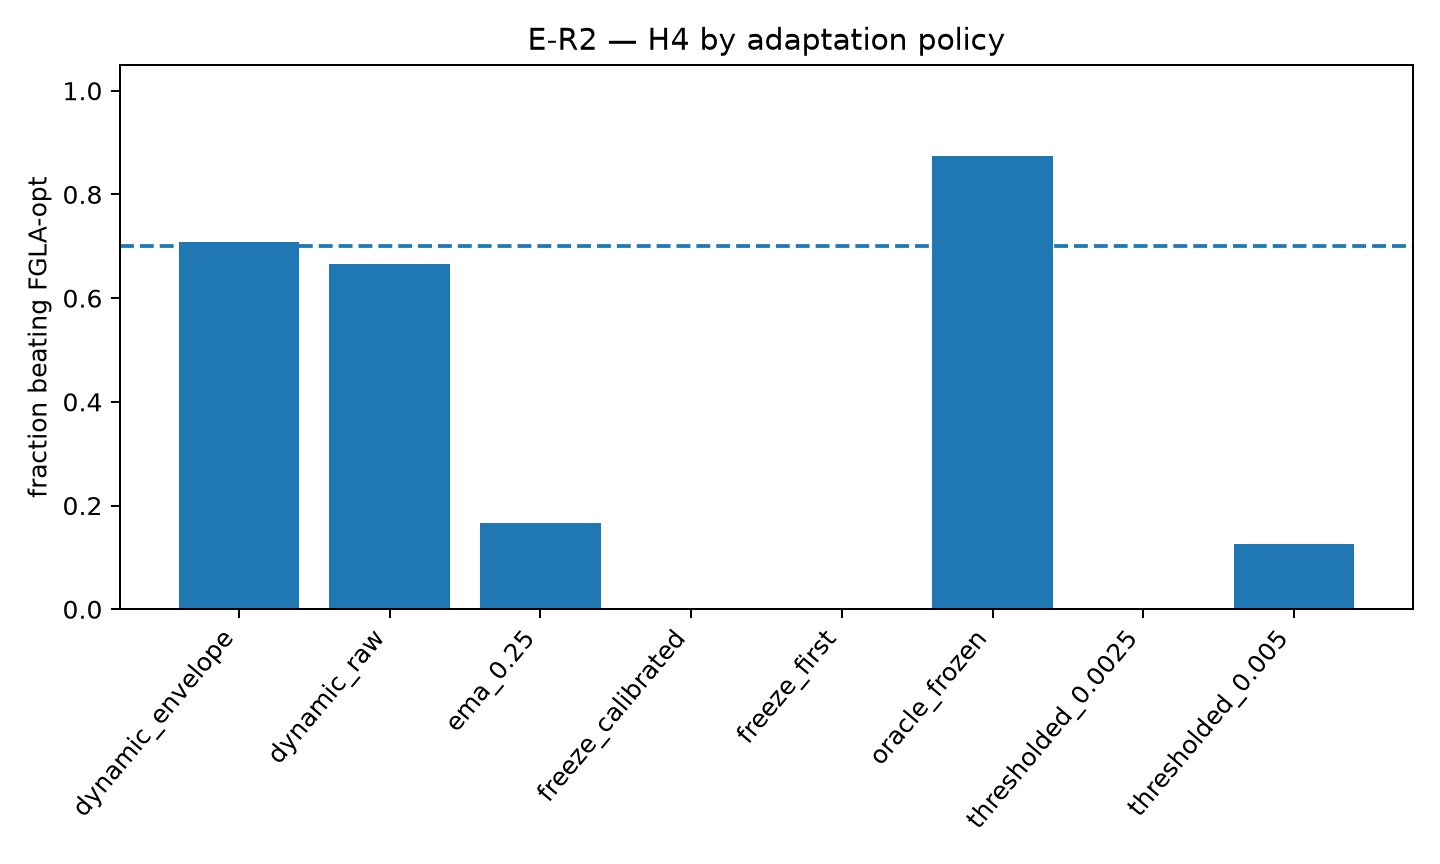 E-R2 — H4 by adaptation policy
fraction beating FGLA-opt
1.0
0.8
0.6
0.4
0.2
0.0
dynamic_envelope
dynamic_raw
ema_0.25
freeze_calibrated
freeze_first
oracle_frozen
thresholded_0.0025
thresholded_0.005